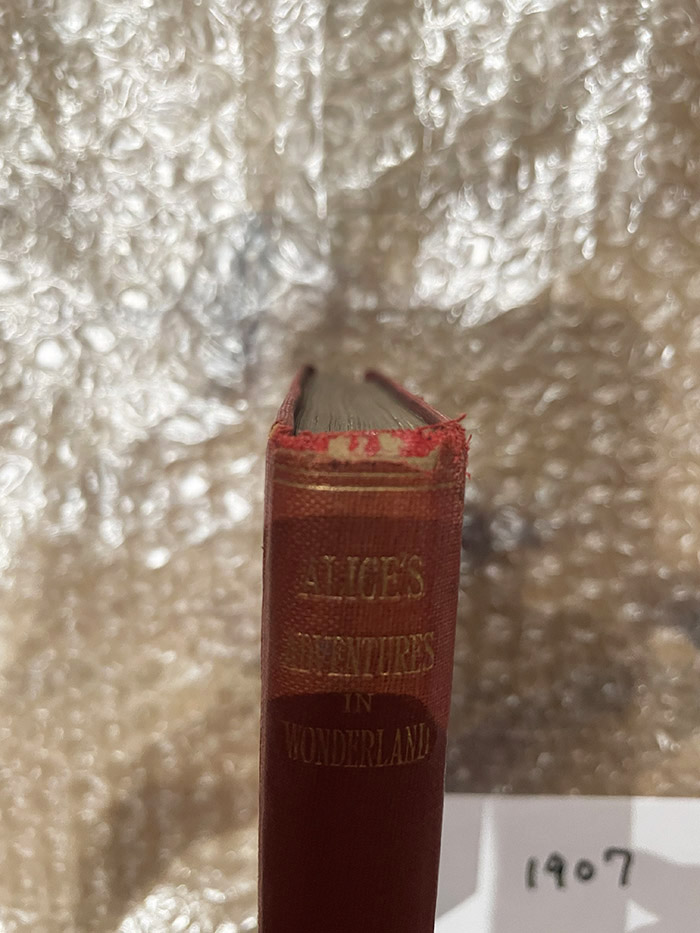 ALICE'S
ADVENTURES
IN
WONDERLAND
1907